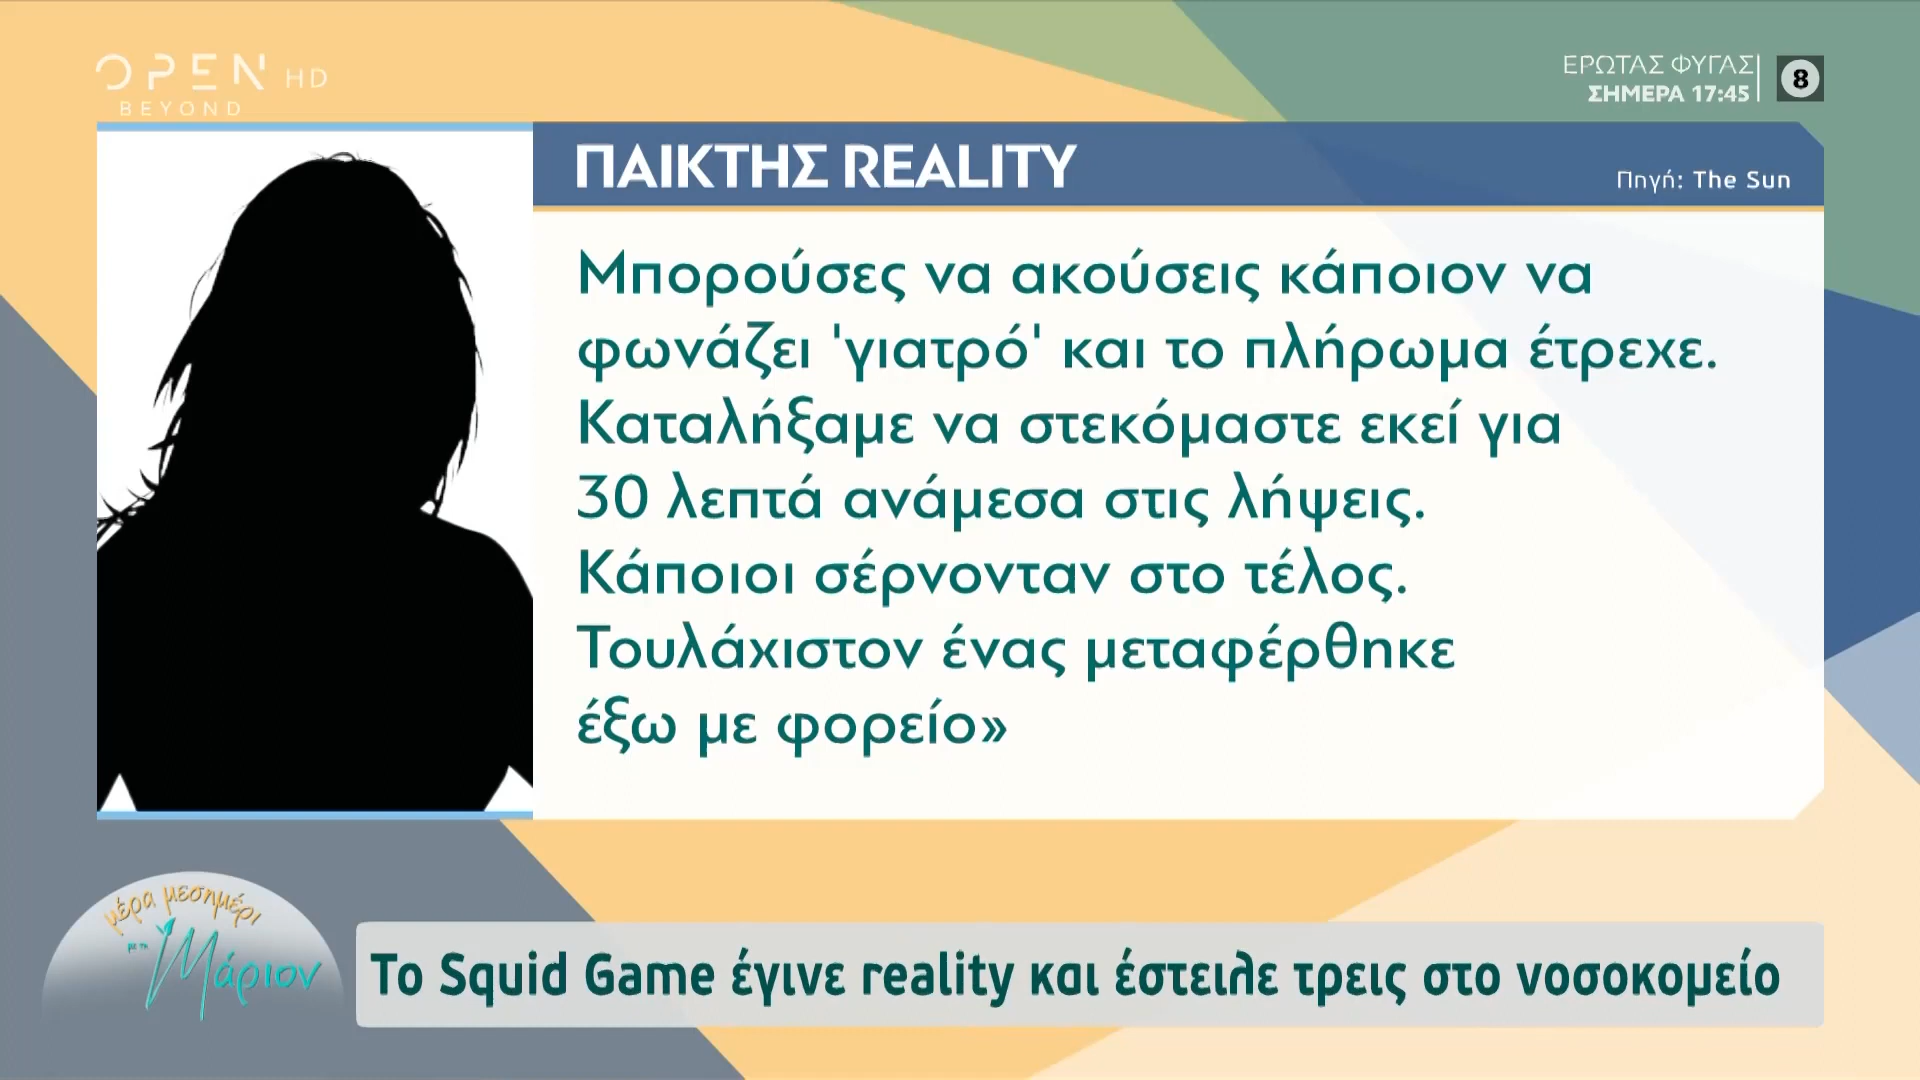 OPEN HD
BEYOND
ΕΡΩΤΑΣ ΦΥΓΑΣ
ΣΗΜΕΡΑ 17:45
8
ΠΑΙΚΤΗΣ REALITY
Πηγή: The Sun
Μπορούσες να ακούσεις κάποιον να
φωνάζει 'γιατρό' και το πλήρωμα έτρεχε.
Καταλήξαμε να στεκόμαστε εκεί για
30 λεπτά ανάμεσα στις λήψεις.
Κάποιοι σέρνονταν στο τέλος.
Τουλάχιστον ένας μεταφέρθηκε
έξω με φορείο»
μέρα μεσημέρι
με τη
Μάριον
Το Squid Game έγινε reality και έστειλε τρεις στο νοσοκομείο